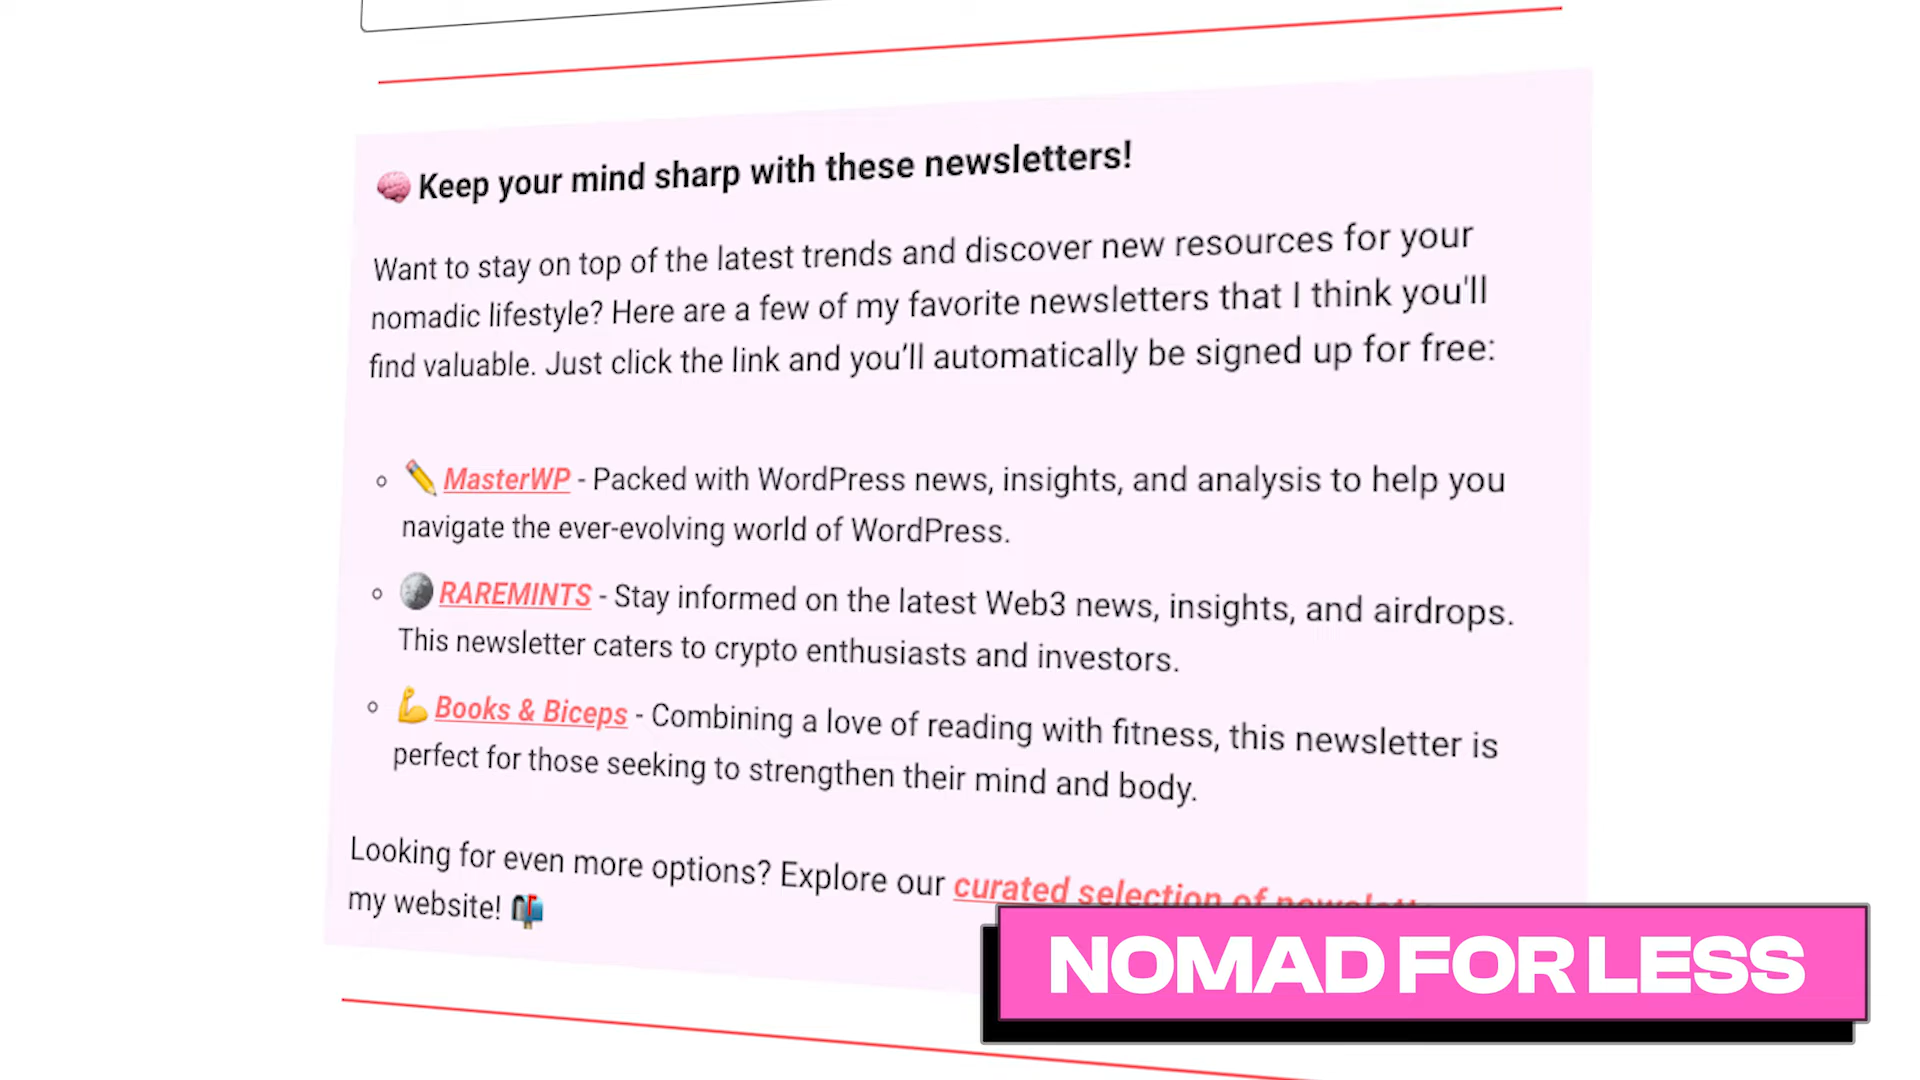 🧠 Keep your mind sharp with these newsletters!
Want to stay on top of the latest trends and discover new resources for your
nomadic lifestyle? Here are a few of my favorite newsletters that I think you'll
find valuable. Just click the link and you’ll automatically be signed up for free:
✏️ MasterWP - Packed with WordPress news, insights, and analysis to help you
navigate the ever-evolving world of WordPress.
🌑 RAREMINTS - Stay informed on the latest Web3 news, insights, and airdrops.
This newsletter caters to crypto enthusiasts and investors.
💪 Books & Biceps - Combining a love of reading with fitness, this newsletter is
perfect for those seeking to strengthen their mind and body.
Looking for even more options? Explore our curated selection of
my website! 📬
NOMAD FOR LESS